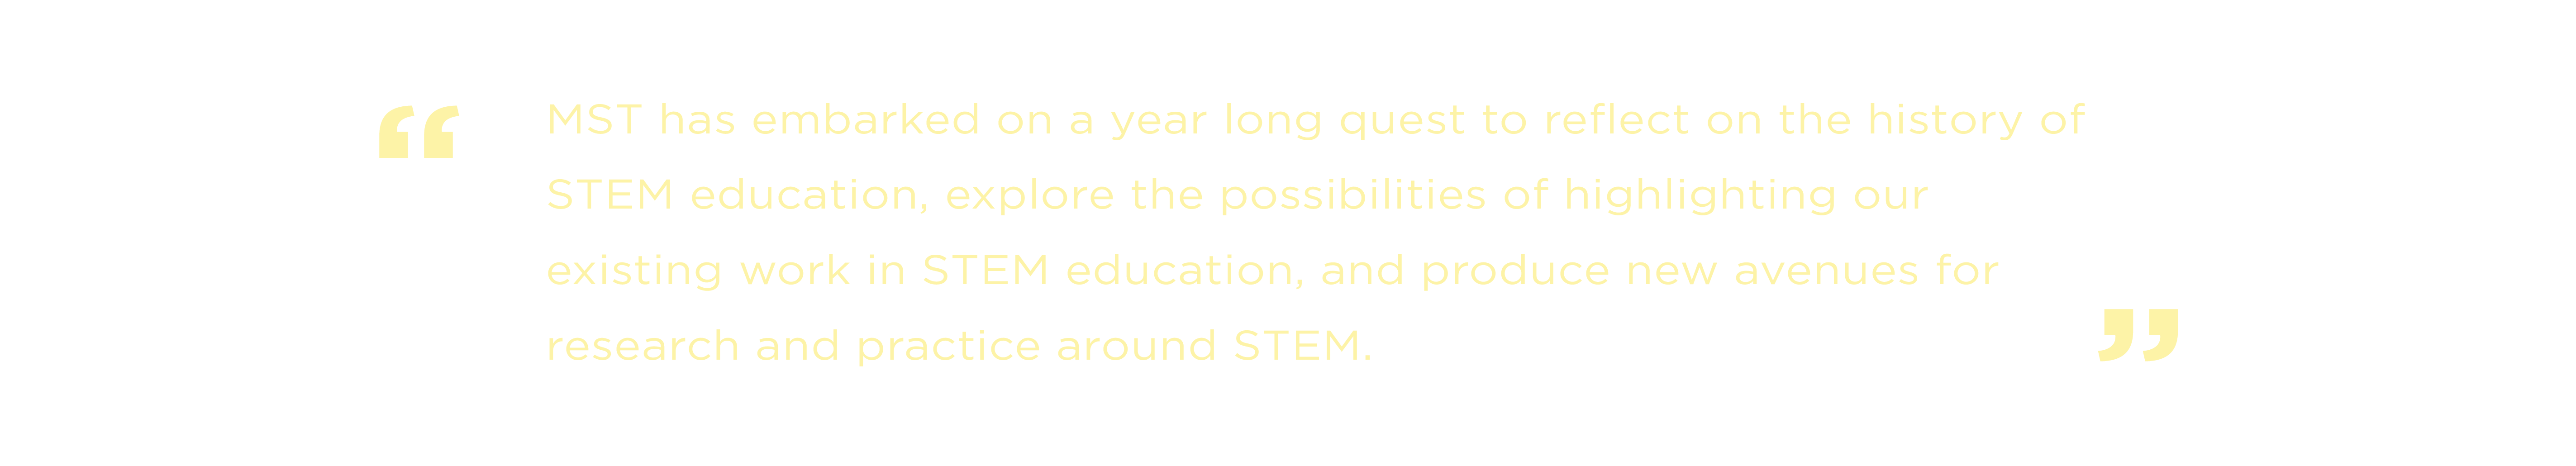 “ MST has embarked on a year long quest to reflect on the history of
STEM education, explore the possibilities of highlighting our
existing work in STEM education, and produce new avenues for
research and practice around STEM. ”